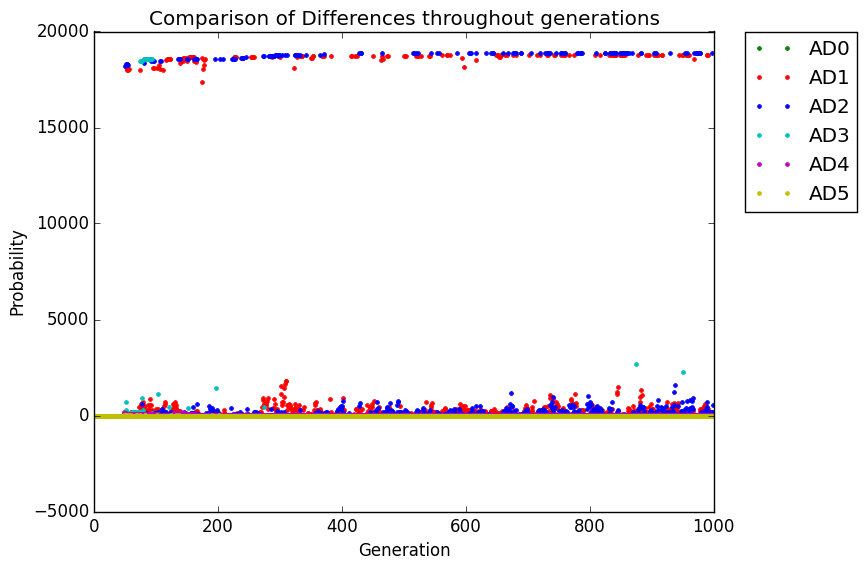 Comparison of Differences throughout generations
20000
15000
10000
5000
0
−5000
0 200 400 600 800 1000
Probability
Generation
AD0
AD1
AD2
AD3
AD4
AD5